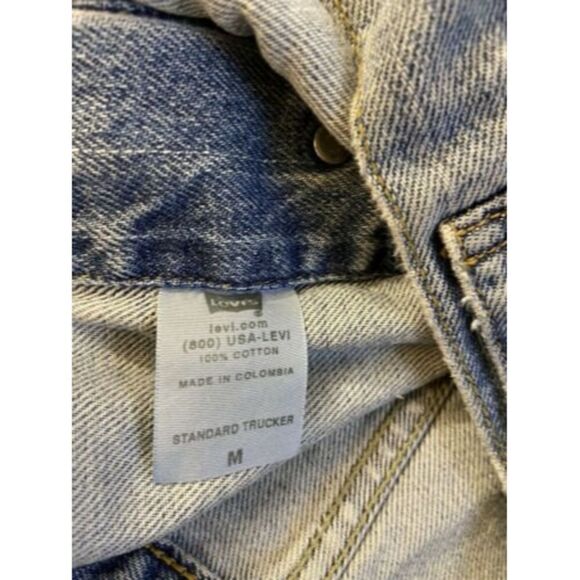 Levi's
levi.com
(800) USA-LEVI
100% COTTON
MADE IN COLOMBIA
STANDARD TRUCKER
M